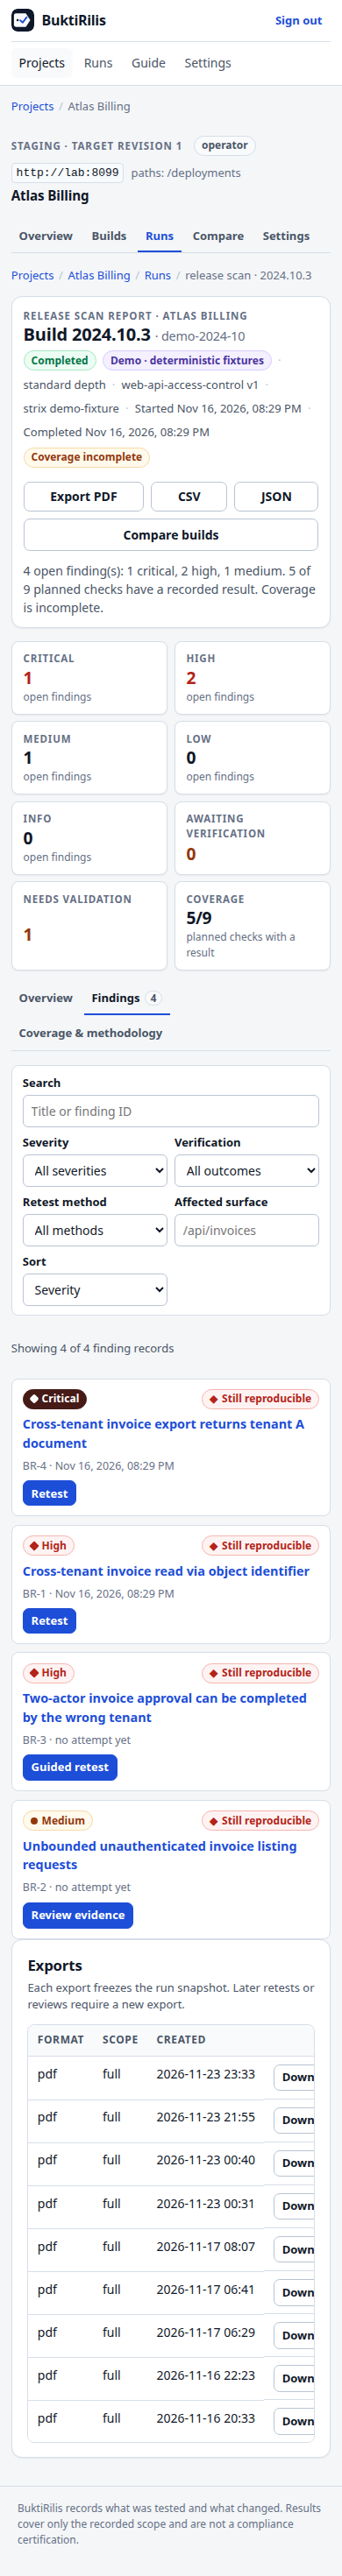 BuktiRilis
Sign out
Projects Runs Guide Settings
Projects / Atlas Billing
STAGING · TARGET REVISION 1 operator
http://lab:8099 paths: /deployments
Atlas Billing
Overview Builds Runs Compare Settings
Projects / Atlas Billing / Runs / release scan · 2024.10.3
RELEASE SCAN REPORT · ATLAS BILLING
Build 2024.10.3 · demo-2024-10
Completed Demo · deterministic fixtures ·
standard depth · web-api-access-control v1 ·
strix demo-fixture · Started Nov 16, 2026, 08:29 PM ·
Completed Nov 16, 2026, 08:29 PM
Coverage incomplete
Export PDF CSV JSON
Compare builds
4 open finding(s): 1 critical, 2 high, 1 medium. 5 of
9 planned checks have a recorded result. Coverage
is incomplete.
CRITICAL
1
open findings
HIGH
2
open findings
MEDIUM
1
open findings
LOW
0
open findings
INFO
0
open findings
AWAITING
VERIFICATION
0
NEEDS VALIDATION
1
COVERAGE
5/9
planned checks with a
result
Overview Findings 4
Coverage & methodology
Search
Title or finding ID
Severity Verification
All severities All outcomes
Retest method Affected surface
All methods /api/invoices
Sort
Severity
Showing 4 of 4 finding records
Critical Still reproducible
Cross-tenant invoice export returns tenant A
document
BR-4 · Nov 16, 2026, 08:29 PM
Retest
High Still reproducible
Cross-tenant invoice read via object identifier
BR-1 · Nov 16, 2026, 08:29 PM
Retest
High Still reproducible
Two-actor invoice approval can be completed
by the wrong tenant
BR-3 · no attempt yet
Guided retest
Medium Still reproducible
Unbounded unauthenticated invoice listing
requests
BR-2 · no attempt yet
Review evidence
Exports
Each export freezes the run snapshot. Later retests or
reviews require a new export.
FORMAT SCOPE CREATED
pdf full 2026-11-23 23:33 Down
pdf full 2026-11-23 21:55 Down
pdf full 2026-11-23 00:40 Down
pdf full 2026-11-23 00:31 Down
pdf full 2026-11-17 08:07 Down
pdf full 2026-11-17 06:41 Down
pdf full 2026-11-17 06:29 Down
pdf full 2026-11-16 22:23 Down
pdf full 2026-11-16 20:33 Down
BuktiRilis records what was tested and what changed. Results
cover only the recorded scope and are not a compliance
certification.